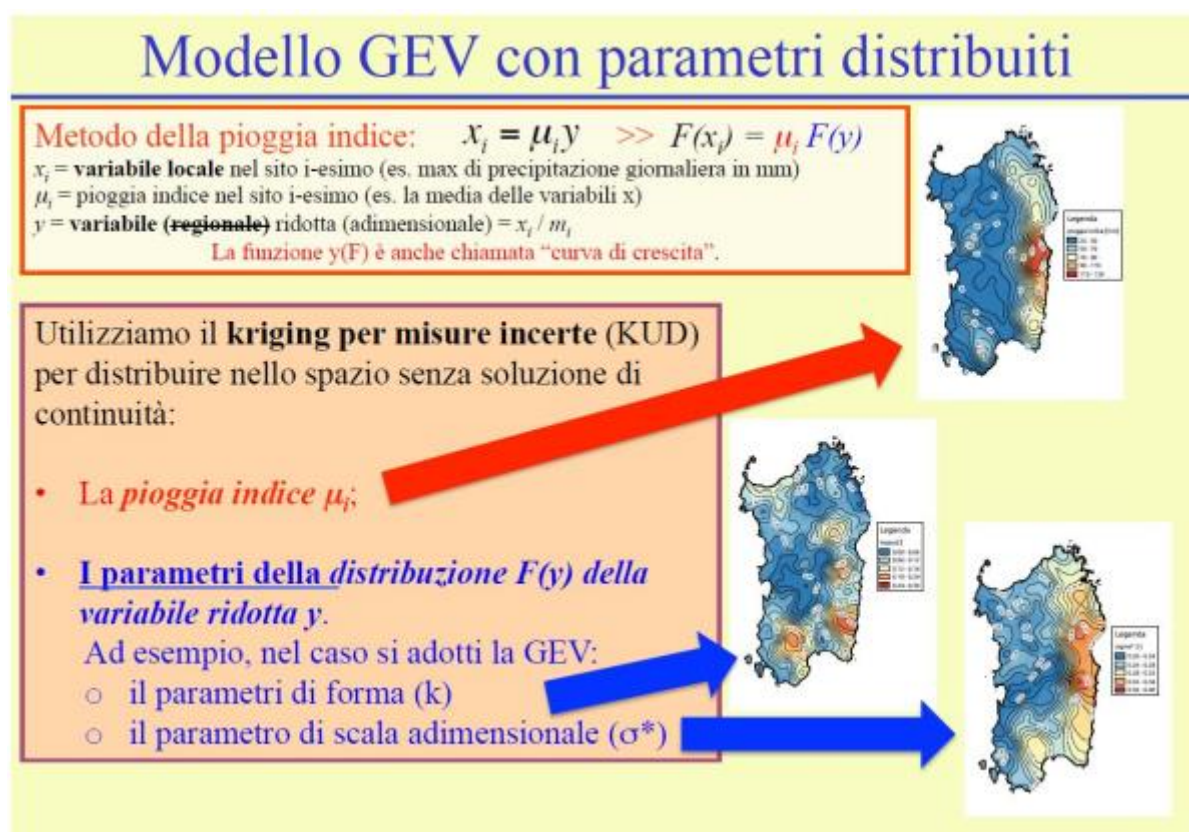 Modello GEV con parametri distribuiti
Metodo della pioggia indice: xᵢ = μᵢy >> F(xᵢ) = μᵢ F(y)
xᵢ = variabile locale nel sito i-esimo (es. max di precipitazione giornaliera in mm)
μᵢ = pioggia indice nel sito i-esimo (es. la media delle variabili x)
y = variabile (regionale) ridotta (adimensionale) = xᵢ / mᵢ
La funzione y(F) è anche chiamata “curva di crescita”.
Utilizziamo il kriging per misure incerte (KUD)
per distribuire nello spazio senza soluzione di
continuità:
• La pioggia indice μᵢ;
• I parametri della distribuzione F(y) della
variabile ridotta y.
Ad esempio, nel caso si adotti la GEV:
o il parametri di forma (k)
o il parametro di scala adimensionale (σ*)
Legenda
Legenda
Legenda